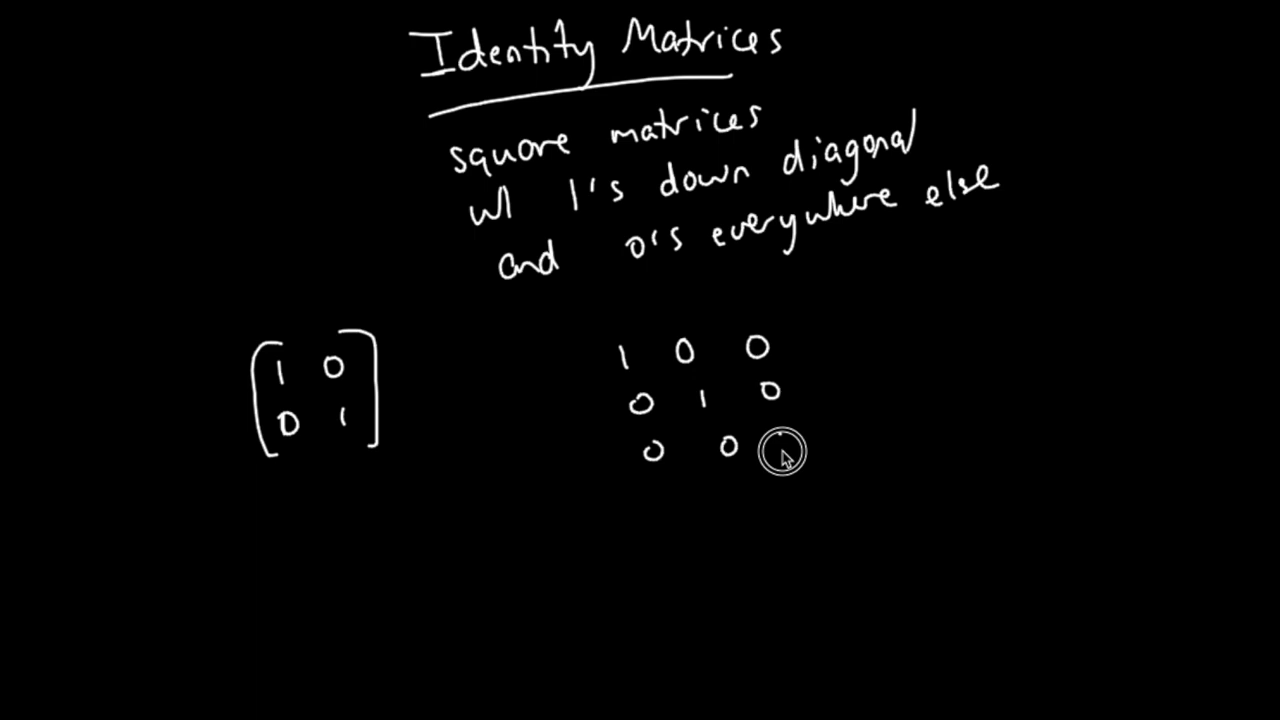 Identity Matrices
square matrices
w/ 1's down diagonal
and 0's everywhere else
1 0
0 1
1 0 0
0 1 0
0 0